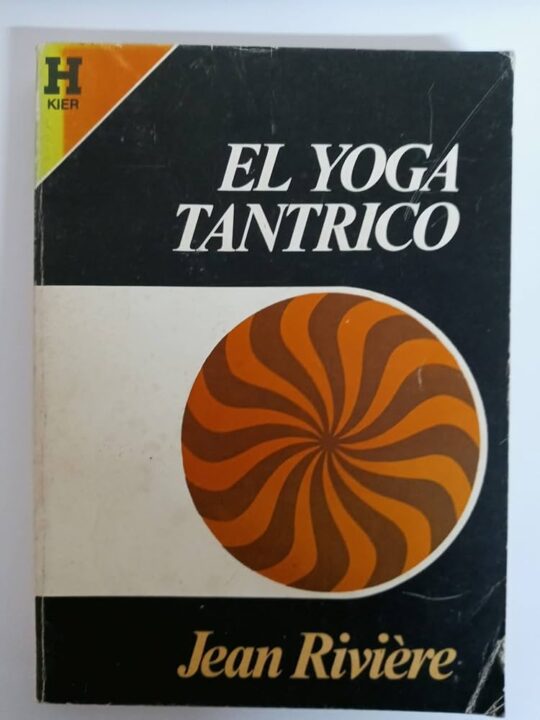 H
KIER
EL YOGA
TANTRICO
Jean Rivière